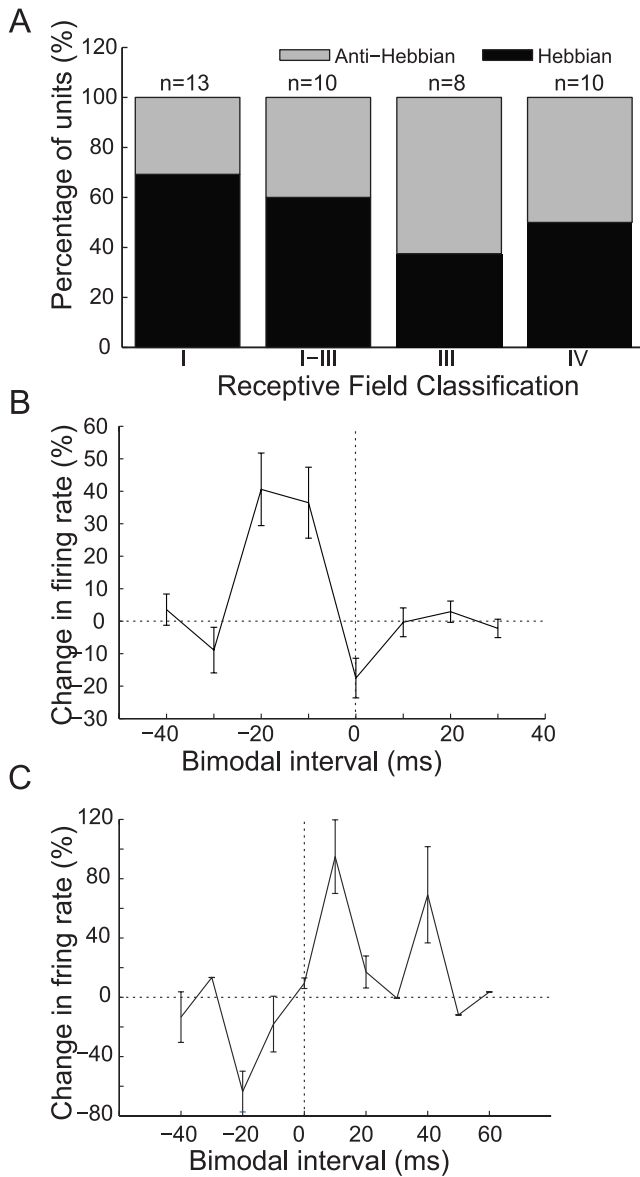 A
120
Anti-Hebbian Hebbian
100
n=13 n=10 n=8 n=10
80
60
40
20
0
Percentage of units (%)
I I-III III IV
Receptive Field Classification
B
60
50
40
30
20
10
0
-10
-20
-30
Change in firing rate (%)
-40 -20 0 20 40
Bimodal interval (ms)
C
120
80
40
0
-40
-80
Change in fring rate (%)
-40 -20 0 20 40 60
Bimodal interval (ms)